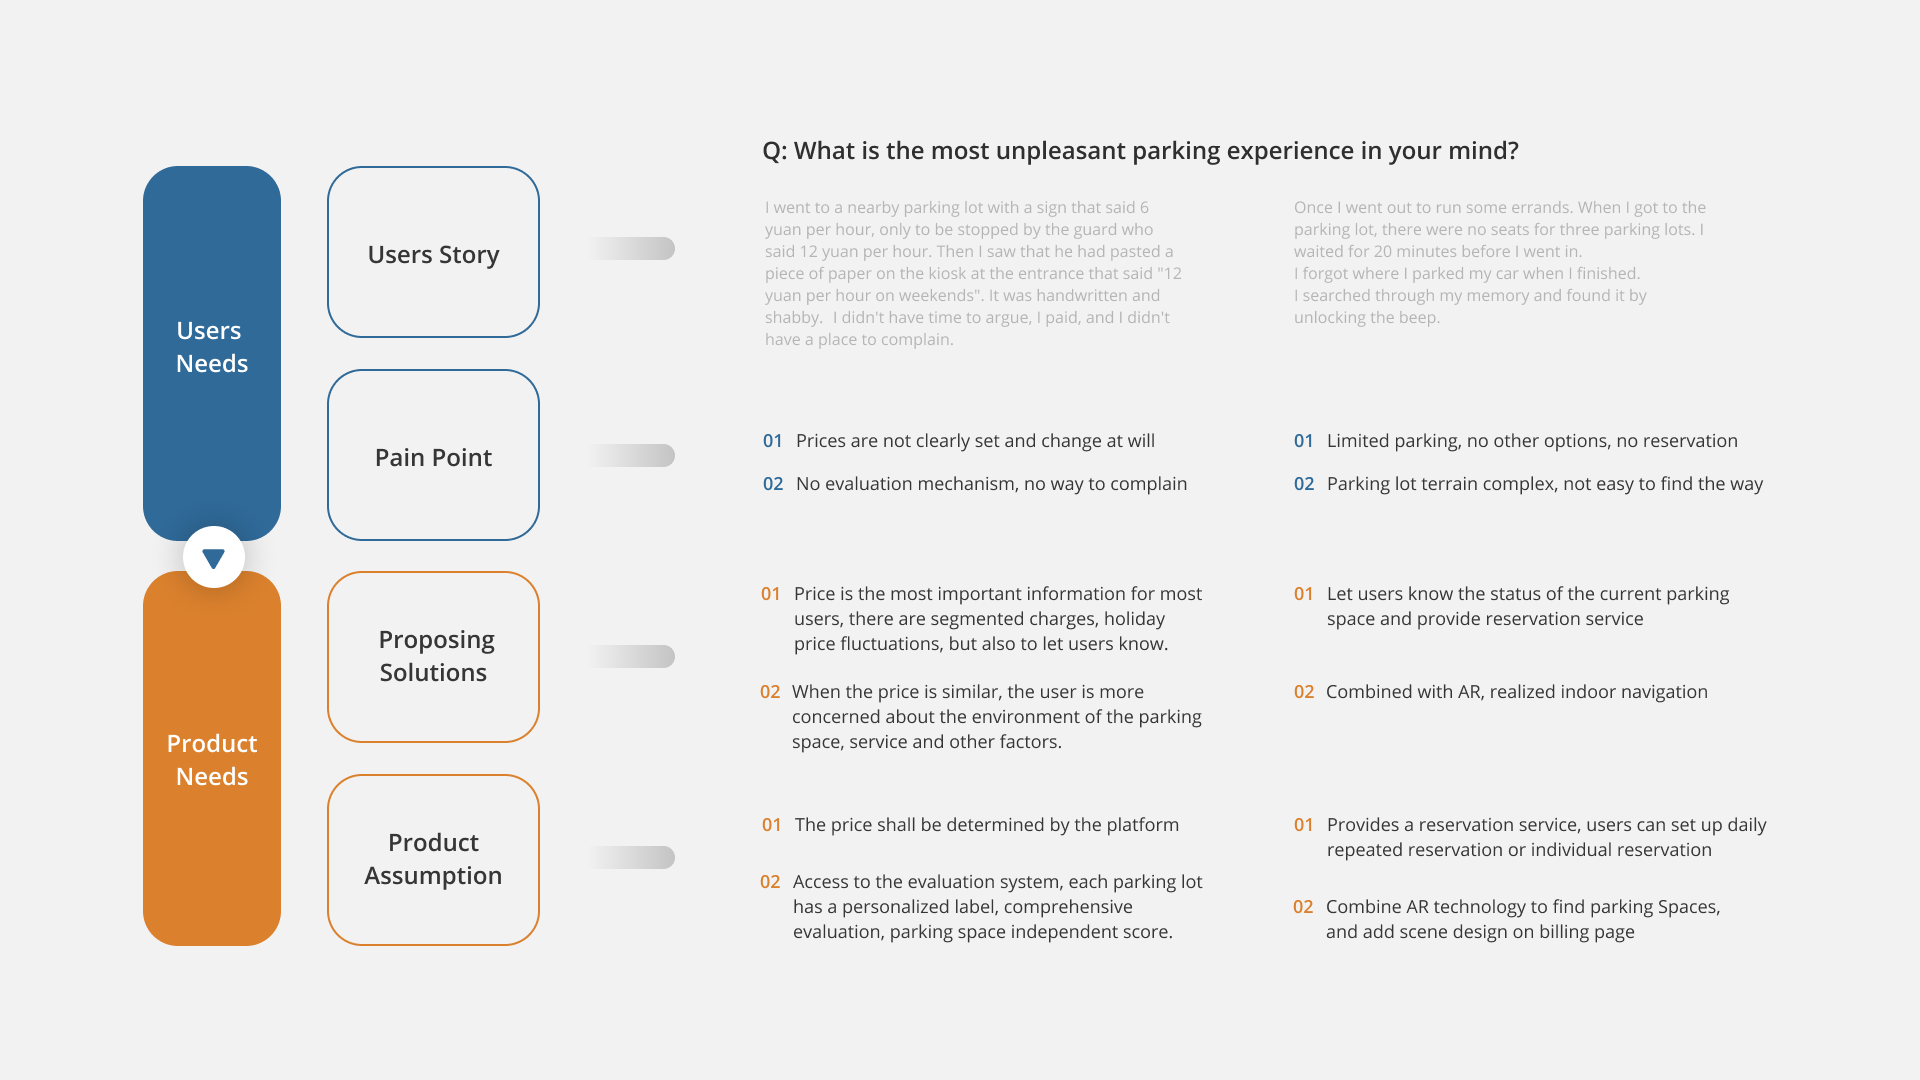 Users
Needs
Product
Needs
Users Story
Pain Point
Proposing
Solutions
Product
Assumption
Q: What is the most unpleasant parking experience in your mind?
I went to a nearby parking lot with a sign that said 6
yuan per hour, only to be stopped by the guard who
said 12 yuan per hour. Then I saw that he had pasted a
piece of paper on the kiosk at the entrance that said "12
yuan per hour on weekends". It was handwritten and
shabby.  I didn't have time to argue, I paid, and I didn't
have a place to complain.
Once I went out to run some errands. When I got to the
parking lot, there were no seats for three parking lots. I
waited for 20 minutes before I went in.
I forgot where I parked my car when I finished.
I searched through my memory and found it by
unlocking the beep.
01 Prices are not clearly set and change at will
02 No evaluation mechanism, no way to complain
01 Limited parking, no other options, no reservation
02 Parking lot terrain complex, not easy to find the way
01 Price is the most important information for most
users, there are segmented charges, holiday
price fluctuations, but also to let users know.
02 When the price is similar, the user is more
concerned about the environment of the parking
space, service and other factors.
01 Let users know the status of the current parking
space and provide reservation service
02 Combined with AR, realized indoor navigation
01 The price shall be determined by the platform
02 Access to the evaluation system, each parking lot
has a personalized label, comprehensive
evaluation, parking space independent score.
01 Provides a reservation service, users can set up daily
repeated reservation or individual reservation
02 Combine AR technology to find parking Spaces,
and add scene design on billing page